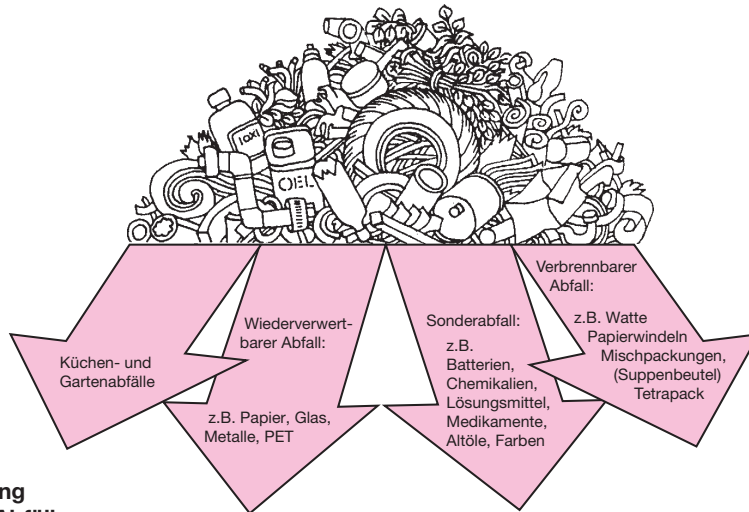 TOXI
OEL
Küchen- und
Gartenabfälle
Wiederverwert-
barer Abfall:
z.B. Papier, Glas,
Metalle, PET
Sonderabfall:
z.B.
Batterien,
Chemikalien,
Lösungsmittel,
Medikamente,
Altöle, Farben
Verbrennbarer
Abfall:
z.B. Watte
Papierwindeln
Mischpackungen,
(Suppenbeutel)
Tetrapack
ng